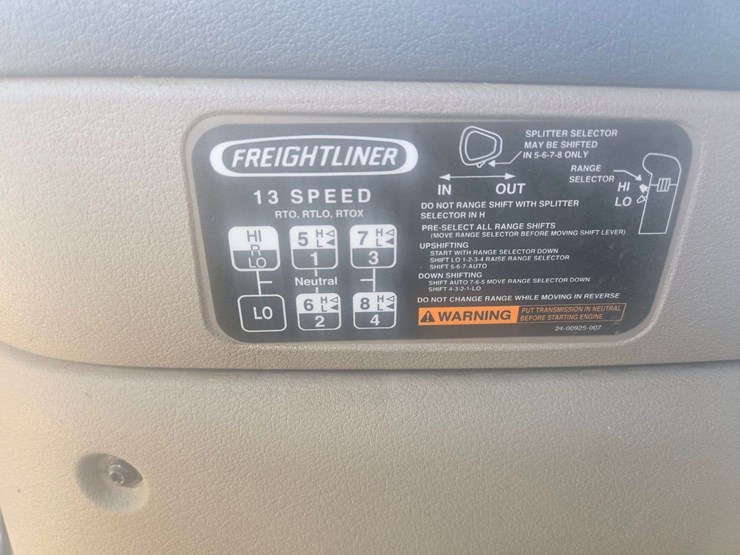 FREIGHTLINER
13 SPEED
RTO, RTLO, RTOX
HI
R
LO
5 H
L
1
7 H
L
3
Neutral
LO
6 H
L
2
8 H
L
4
SPLITTER SELECTOR
MAY BE SHIFTED
IN 5-6-7-8 ONLY
IN OUT
RANGE
SELECTOR
HI
LO
DO NOT RANGE SHIFT WITH SPLITTER
SELECTOR IN H
PRE-SELECT ALL RANGE SHIFTS
(MOVE RANGE SELECTOR BEFORE MOVING SHIFT LEVER)
UPSHIFTING
START WITH RANGE SELECTOR DOWN
SHIFT LO 1-2-3-4 RAISE RANGE SELECTOR
SHIFT 5-6-7-AUTO
DOWN SHIFTING
SHIFT AUTO 7-6-5 MOVE RANGE SELECTOR DOWN
SHIFT 4-3-2-1-LO
DO NOT CHANGE RANGE WHILE MOVING IN REVERSE
WARNING
PUT TRANSMISSION IN NEUTRAL
BEFORE STARTING ENGINE
24-00925-007